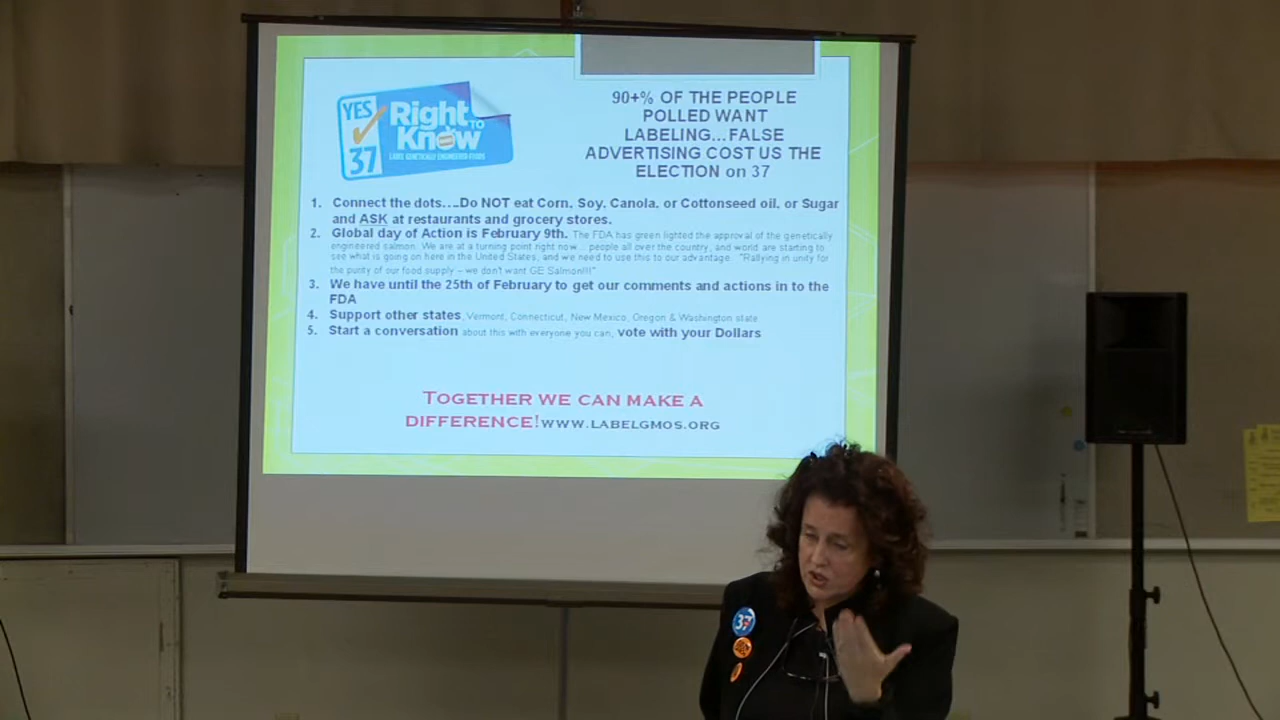 YES
37
Right
TO
Know
LABEL GENETICALLY ENGINEERED FOODS
90+% OF THE PEOPLE
POLLED WANT
LABELING...FALSE
ADVERTISING COST US THE
ELECTION on 37
1. Connect the dots....Do NOT eat Corn, Soy, Canola, or Cottonseed oil, or Sugar
and ASK at restaurants and grocery stores.
2. Global day of Action is February 9th. The FDA has green lighted the approval of the genetically
engineered salmon. We are at a turning point right now... people all over the country, and world are starting to
see what is going on here in the United States, and we need to use this to our advantage. "Rallying in unity for
the purity of our food supply – we don't want GE Salmon!!!"
3. We have until the 25th of February to get our comments and actions in to the
FDA
4. Support other states, Vermont, Connecticut, New Mexico, Oregon & Washington state
5. Start a conversation about this with everyone you can, vote with your Dollars
TOGETHER WE CAN MAKE A
DIFFERENCE! WWW.LABELGMOS.ORG
37